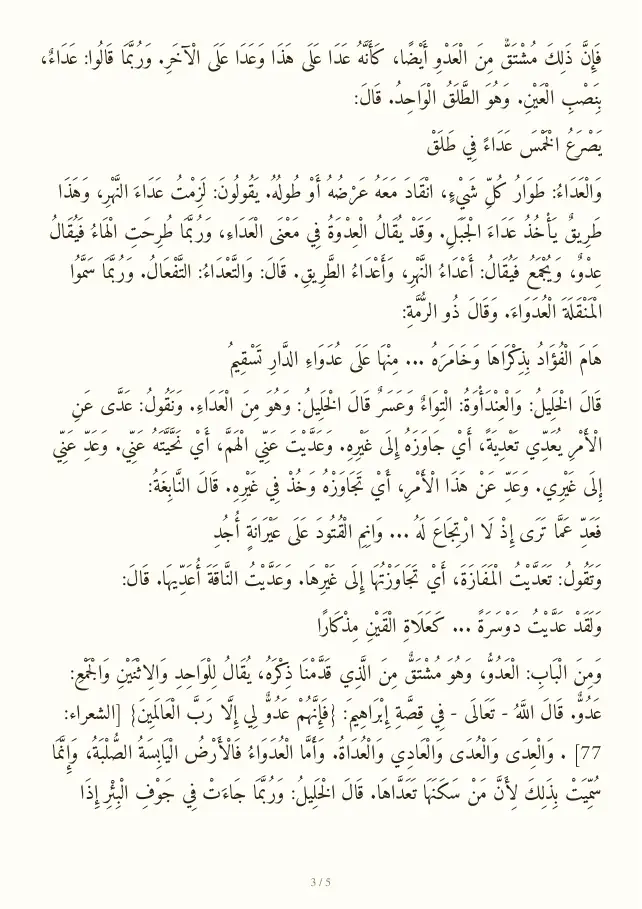 فَإِنَّ ذَلِكَ مُشْتَقٌّ مِنَ الْعَدْوِ أَيْضًا، كَأَنَّهُ عَدَا عَلَى هَذَا وَعَدَا عَلَى الْآخَرِ. وَرُبَّمَا قَالُوا: عَدَاءٌ،
بِنَصْبِ الْعَيْنِ. وَهُوَ الطَّلَقُ الْوَاحِدُ. قَالَ:
يَصْرَعُ الْخَمْسَ عَدَاءً فِي طَلَقْ
وَالْعَدَاءُ: طَوَارُ كُلِّ شَيْءٍ، انْقَادَ مَعَهُ عَرْضُهُ أَوْ طُولُهُ. يَقُولُونَ: لَزِمْتُ عَدَاءَ النَّهْرِ، وَهَذَا
طَرِيقٌ يَأْخُذُ عَدَاءَ الْجَبَلِ. وَقَدْ يُقَالُ الْعِدْوَةُ فِي مَعْنَى الْعَدَاءِ، وَرُبَّمَا طُرِحَتِ الْهَاءُ فَيُقَالُ
عِدْوٌ، وَيُجْمَعُ فَيُقَالُ: أَعْدَاءُ النَّهْرِ، وَأَعْدَاءُ الطَّرِيقِ. قَالَ: وَالتَّعْدَاءُ: التَّفْعَالُ. وَرُبَّمَا سَمَّوُا
الْمَنْقَلَةَ الْعُدَوَاءَ. وَقَالَ ذُو الرُّمَّةِ:
هَامَ الْفُؤَادُ بِذِكْرَاهَا وَخَامَرَهُ ... مِنْهَا عَلَى عُدَوَاءِ الدَّارِ تَسْقِيمُ
قَالَ الْخَلِيلُ: وَالْعِنْدَأْوَةُ: الْتِوَاءٌ وَعَسَرٌ قَالَ الْخَلِيلُ: وَهُوَ مِنَ الْعَدَاءِ. وَنَقُولُ: عَدَّى عَنِ
الْأَمْرِ يُعَدِّي تَعْدِيَةً، أَيْ جَاوَزَهُ إِلَى غَيْرِهِ. وَعَدَّيْتَ عَنِّي الْهَمَّ، أَيْ نَحَّيْتَهُ عَنِّي. وَعَدِّ عَنِّي
إِلَى غَيْرِي. وَعَدِّ عَنْ هَذَا الْأَمْرِ، أَيْ تَجَاوَزْهُ وَخُذْ فِي غَيْرِهِ. قَالَ النَّابِغَةُ:
فَعَدِّ عَمَّا تَرَى إِذْ لَا ارْتِجَاعَ لَهُ ... وَانِمِ الْقُتُودَ عَلَى عَيْرَانَةٍ أُجُدِ
وَتَقُولُ: تَعَدَّيْتُ الْمَفَازَةَ، أَيْ تَجَاوَزْتُهَا إِلَى غَيْرِهَا. وَعَدَّيْتُ النَّاقَةَ أُعَدِّيهَا. قَالَ:
وَلَقَدْ عَدَّيْتُ دَوْسَرَةً ... كَعَلَاةِ الْقَيْنِ مِذْكَارًا
وَمِنَ الْبَابِ: الْعَدُوُّ، وَهُوَ مُشْتَقٌّ مِنَ الَّذِي قَدَّمْنَا ذِكْرَهُ، يُقَالُ لِلْوَاحِدِ وَالِاثْنَيْنِ وَالْجَمْعِ:
عَدُوٌّ. قَالَ اللَّهُ - تَعَالَى - فِي قِصَّةِ إِبْرَاهِيمَ: {فَإِنَّهُمْ عَدُوٌّ لِي إِلَّا رَبَّ الْعَالَمِينَ} [الشعراء:
77] . وَالْعِدَى وَالْعُدَى وَالْعَادِي وَالْعُدَاةُ. وَأَمَّا الْعُدَوَاءُ فَالْأَرْضُ الْيَابِسَةُ الصُّلْبَةُ، وَإِنَّمَا
سُمِّيَتْ بِذَلِكَ لِأَنَّ مَنْ سَكَنَهَا تَعَدَّاهَا. قَالَ الْخَلِيلُ: وَرُبَّمَا جَاءَتْ فِي جَوْفِ الْبِئْرِ إِذَا
3 / 5